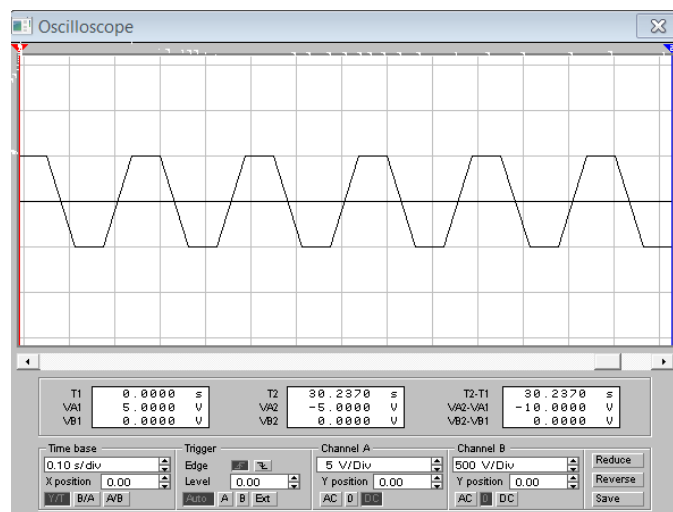 Oscilloscope
T1 0.0000 s T2 30.2370 s T2-T1 30.2370 s
VA1 5.0000 V VA2 -5.0000 V VA2-VA1 -10.0000 V
VB1 0.0000 V VB2 0.0000 V VB2-VB1 0.0000 V
Time base Trigger Channel A Channel B
0.10 s/div Edge 5 V/Div 500 V/Div Reduce
X position 0.00 Level 0.00 Y position 0.00 Y position 0.00 Reverse
Y/T B/A A/B Auto A B Ext AC 0 DC AC 0 DC Save